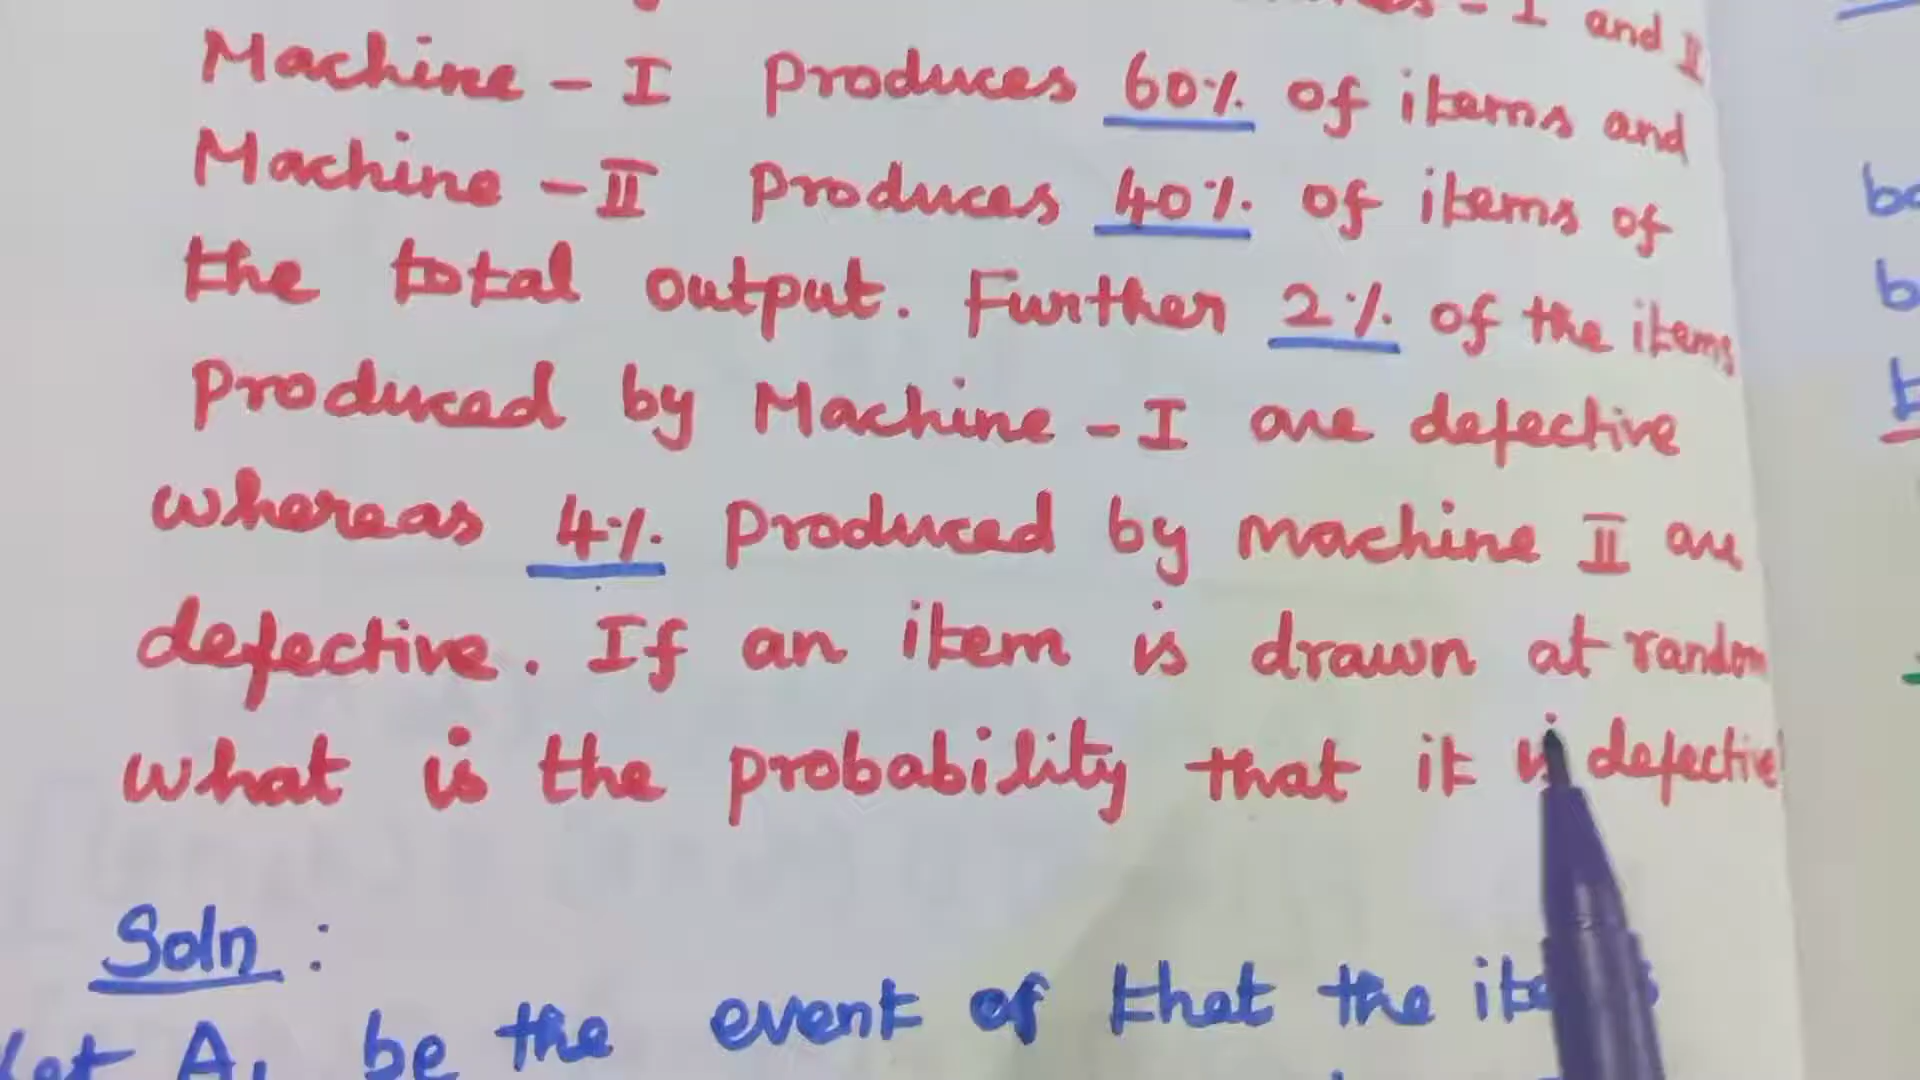 - I and II
Machine - I produces 60% of items and
Machine - II produces 40% of items of
the total output. Further 2% of the items
produced by Machine - I are defective
whereas 4% produced by machine II are
defective. If an item is drawn at random
what is the probability that it is defective
Soln :
Let A, be the event of that the